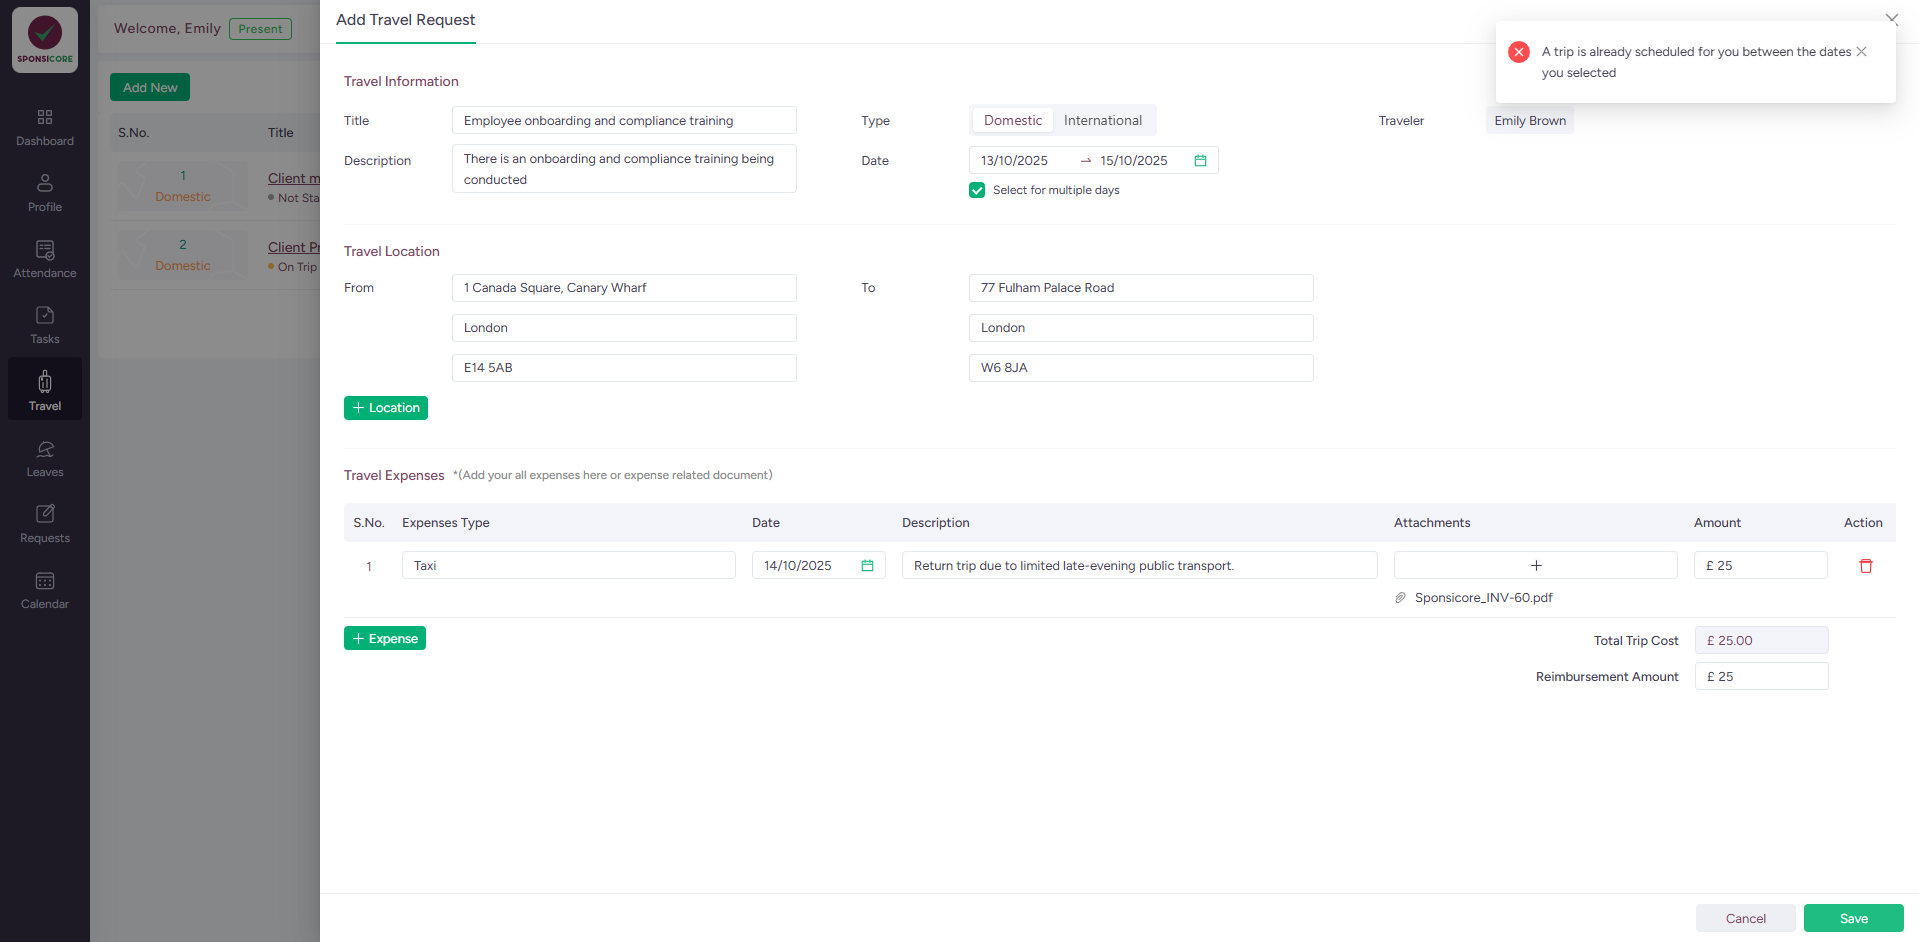 SPONSICORE
Dashboard
Profile
Attendance
Tasks
Travel
Leaves
Requests
Calendar
Welcome, Emily Present
Add New
S.No. Title
1 Client m
Domestic Not Sta
2 Client Pr
Domestic On Trip
Add Travel Request
A trip is already scheduled for you between the dates
you selected
Travel Information
Title Employee onboarding and compliance training Type Domestic International Traveler Emily Brown
Description There is an onboarding and compliance training being
conducted
Date 13/10/2025 → 15/10/2025
Select for multiple days
Travel Location
From 1 Canada Square, Canary Wharf To 77 Fulham Palace Road
London London
E14 5AB W6 8JA
+ Location
Travel Expenses *(Add your all expenses here or expense related document)
S.No. Expenses Type Date Description Attachments Amount Action
1 Taxi 14/10/2025 Return trip due to limited late-evening public transport. + £ 25
Sponsicore_INV-60.pdf
+ Expense
Total Trip Cost £ 25.00
Reimbursement Amount £ 25
Cancel Save